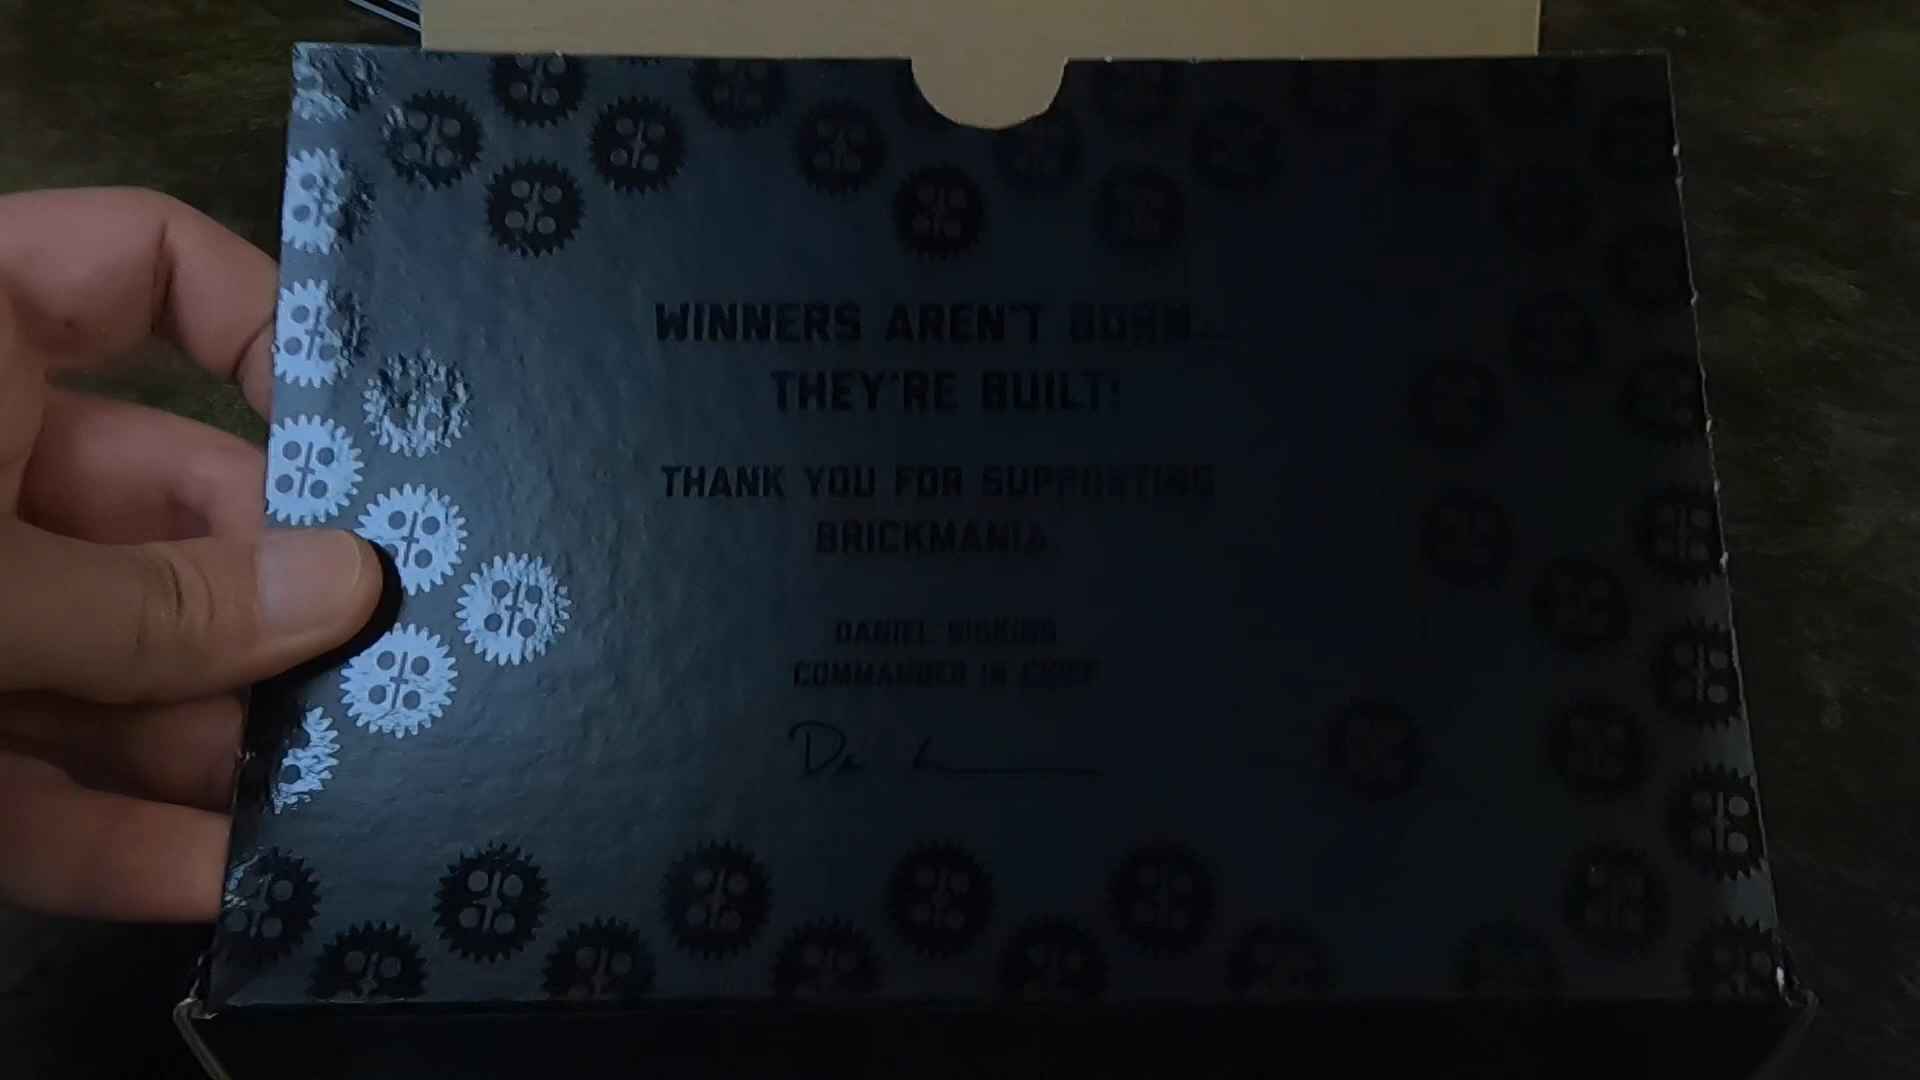 WINNERS AREN'T BORN...
THEY'RE BUILT!
THANK YOU FOR SUPPORTING
BRICKMANIA.
DANIEL SISKIND
COMMANDER IN CHIEF